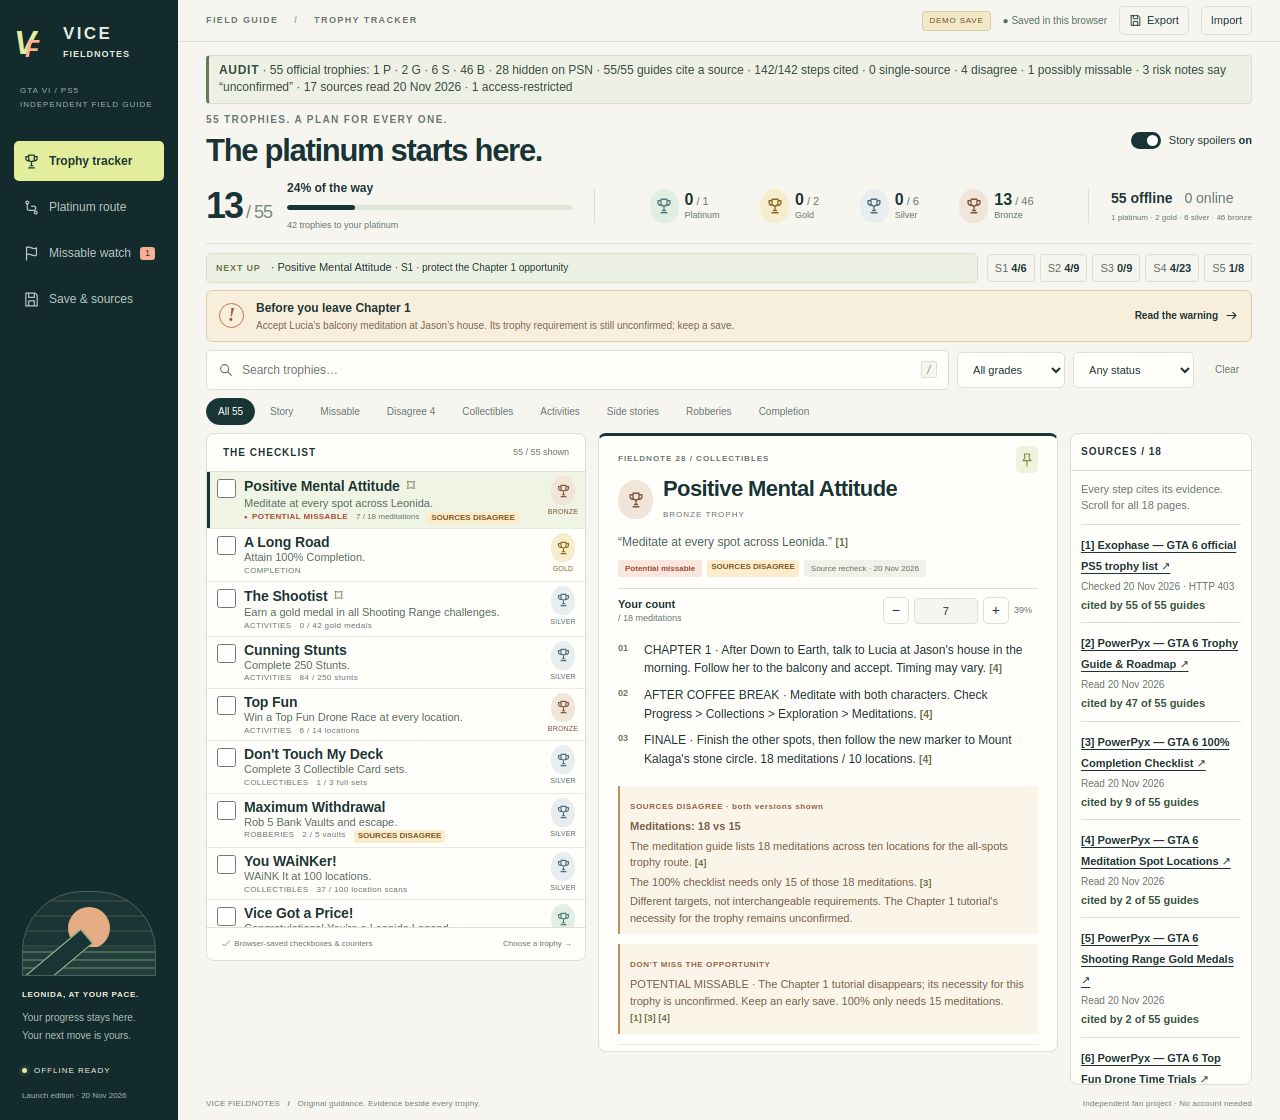 VICE
FIELDNOTES
GTA VI / PS5
INDEPENDENT FIELD GUIDE
Trophy tracker
Platinum route
Missable watch 1
Save & sources
LEONIDA, AT YOUR PACE.
Your progress stays here.
Your next move is yours.
OFFLINE READY
Launch edition · 20 Nov 2026
FIELD GUIDE / TROPHY TRACKER
DEMO SAVE ● Saved in this browser Export Import
AUDIT · 55 official trophies: 1 P · 2 G · 6 S · 46 B · 28 hidden on PSN · 55/55 guides cite a source · 142/142 steps cited · 0 single-source · 4 disagree · 1 possibly missable · 3 risk notes say
“unconfirmed” · 17 sources read 20 Nov 2026 · 1 access-restricted
55 TROPHIES. A PLAN FOR EVERY ONE.
The platinum starts here.
Story spoilers on
13 / 55
24% of the way
42 trophies to your platinum
0 / 1
Platinum
0 / 2
Gold
0 / 6
Silver
13 / 46
Bronze
55 offline 0 online
1 platinum · 2 gold · 6 silver · 46 bronze
NEXT UP · Positive Mental Attitude · S1 · protect the Chapter 1 opportunity
S1 4/6 S2 4/9 S3 0/9 S4 4/23 S5 1/8
!
Before you leave Chapter 1
Accept Lucia’s balcony meditation at Jason’s house. Its trophy requirement is still unconfirmed; keep a save.
Read the warning →
Search trophies… /
All grades Any status Clear
All 55 Story Missable Disagree 4 Collectibles Activities Side stories Robberies Completion
THE CHECKLIST 55 / 55 shown
Positive Mental Attitude
Meditate at every spot across Leonida.
• POTENTIAL MISSABLE 7 / 18 meditations SOURCES DISAGREE
BRONZE
A Long Road
Attain 100% Completion.
COMPLETION
GOLD
The Shootist
Earn a gold medal in all Shooting Range challenges.
ACTIVITIES 0 / 42 gold medals
SILVER
Cunning Stunts
Complete 250 Stunts.
ACTIVITIES 84 / 250 stunts
SILVER
Top Fun
Win a Top Fun Drone Race at every location.
ACTIVITIES 6 / 14 locations
BRONZE
Don't Touch My Deck
Complete 3 Collectible Card sets.
COLLECTIBLES 1 / 3 full sets
SILVER
Maximum Withdrawal
Rob 5 Bank Vaults and escape.
ROBBERIES 2 / 5 vaults SOURCES DISAGREE
SILVER
You WAiNKer!
WAiNK It at 100 locations.
COLLECTIBLES 37 / 100 location scans
SILVER
Vice Got a Price!
Congratulations! You're a Leonida Legend.
Browser-saved checkboxes & counters Choose a trophy →
FIELDNOTE 28 / COLLECTIBLES
Positive Mental Attitude
BRONZE TROPHY
“Meditate at every spot across Leonida.” [1]
Potential missable SOURCES DISAGREE Source recheck · 20 Nov 2026
Your count
/ 18 meditations
− 7 + 39%
01 CHAPTER 1 · After Down to Earth, talk to Lucia at Jason's house in the
morning. Follow her to the balcony and accept. Timing may vary. [4]
02 AFTER COFFEE BREAK · Meditate with both characters. Check
Progress > Collections > Exploration > Meditations. [4]
03 FINALE · Finish the other spots, then follow the new marker to Mount
Kalaga's stone circle. 18 meditations / 10 locations. [4]
SOURCES DISAGREE · both versions shown
Meditations: 18 vs 15
The meditation guide lists 18 meditations across ten locations for the all-spots
trophy route. [4]
The 100% checklist needs only 15 of those 18 meditations. [3]
Different targets, not interchangeable requirements. The Chapter 1 tutorial's
necessity for the trophy remains unconfirmed.
DON'T MISS THE OPPORTUNITY
POTENTIAL MISSABLE · The Chapter 1 tutorial disappears; its necessity for this
trophy is unconfirmed. Keep an early save. 100% only needs 15 meditations.
[1] [3] [4]
SOURCES / 18
Every step cites its evidence.
Scroll for all 18 pages.
[1] Exophase — GTA 6 official
PS5 trophy list ↗
Checked 20 Nov 2026 · HTTP 403
cited by 55 of 55 guides
[2] PowerPyx — GTA 6 Trophy
Guide & Roadmap ↗
Read 20 Nov 2026
cited by 47 of 55 guides
[3] PowerPyx — GTA 6 100%
Completion Checklist ↗
Read 20 Nov 2026
cited by 9 of 55 guides
[4] PowerPyx — GTA 6
Meditation Spot Locations ↗
Read 20 Nov 2026
cited by 2 of 55 guides
[5] PowerPyx — GTA 6
Shooting Range Gold Medals
↗
Read 20 Nov 2026
cited by 2 of 55 guides
[6] PowerPyx — GTA 6 Top
Fun Drone Time Trials ↗
VICE FIELDNOTES / Original guidance. Evidence beside every trophy.
Independent fan project · No account needed